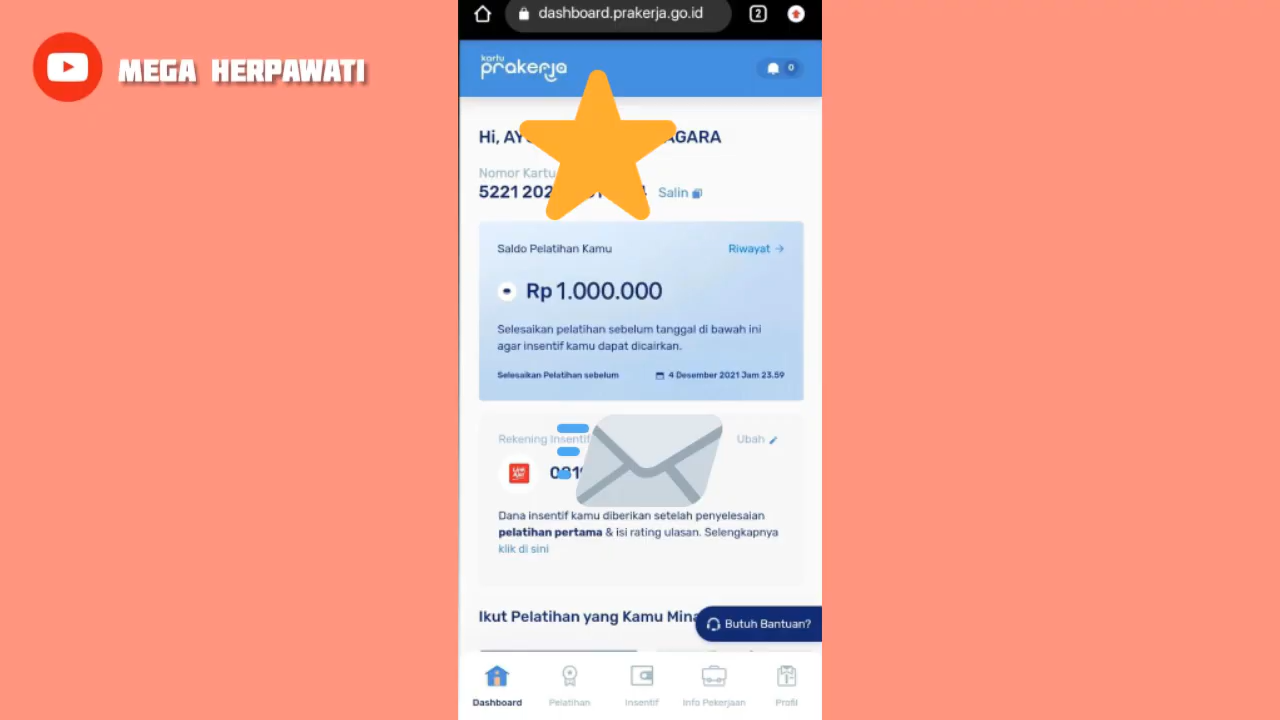 MEGA HERPAWATI
dashboard.prakerja.go.id
2
kartu
prakerja
0
Hi, AGARA
Nomor Kartu
5221
Salin
Saldo Pelatihan Kamu
Riwayat →
Rp 1.000.000
Selesaikan pelatihan sebelum tanggal di bawah ini
agar insentif kamu dapat dicairkan.
Selesaikan Pelatihan sebelum
4 Desember 2021 Jam 23.59
Rekening Insentif
Ubah
Dana insentif kamu diberikan setelah penyelesaian
pelatihan pertama & isi rating ulasan. Selengkapnya
klik di sini
Ikut Pelatihan yang Kamu
Butuh Bantuan?
Dashboard
Pelatihan
Insentif
Info Pekerjaan
Profil